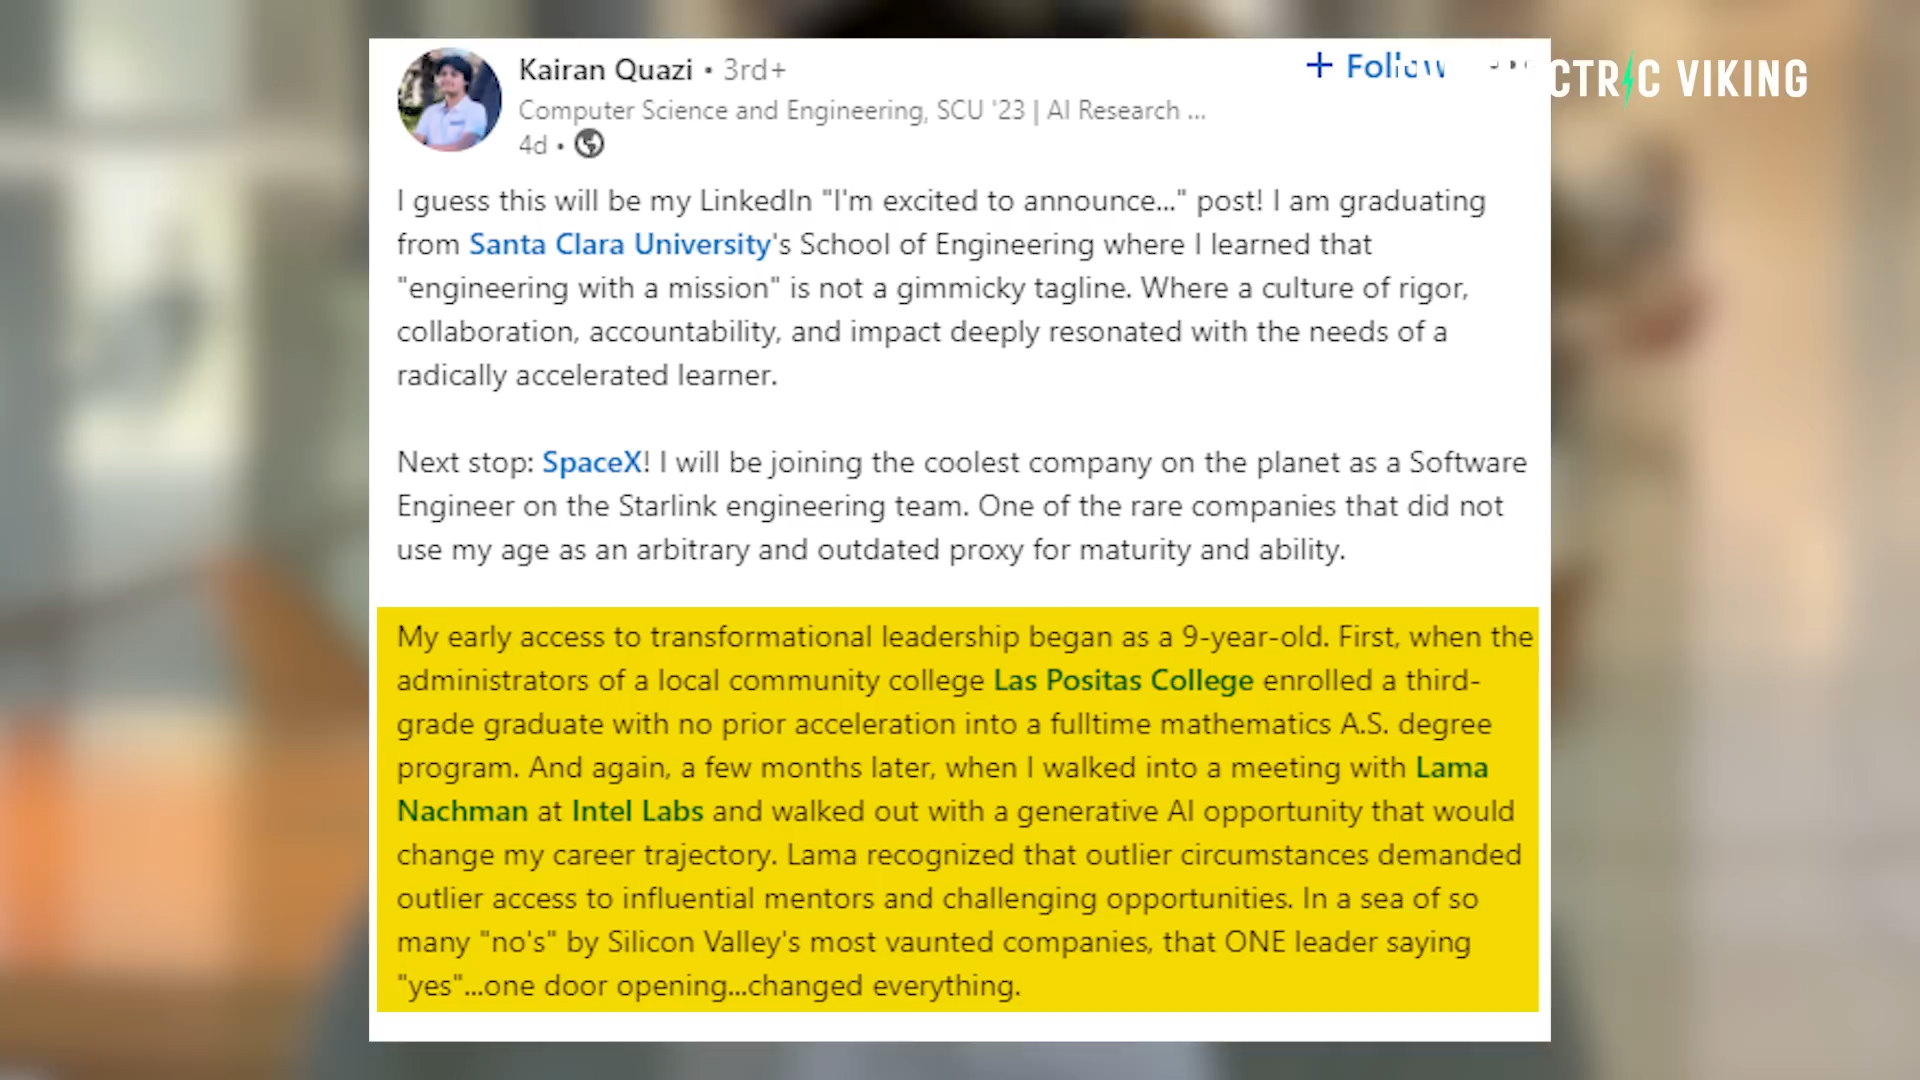 Kairan Quazi • 3rd+
+ Follow
CTRIC VIKING
Computer Science and Engineering, SCU '23 | AI Research ...
4d •
I guess this will be my LinkedIn "I'm excited to announce..." post! I am graduating
from Santa Clara University's School of Engineering where I learned that
"engineering with a mission" is not a gimmicky tagline. Where a culture of rigor,
collaboration, accountability, and impact deeply resonated with the needs of a
radically accelerated learner.
Next stop: SpaceX! I will be joining the coolest company on the planet as a Software
Engineer on the Starlink engineering team. One of the rare companies that did not
use my age as an arbitrary and outdated proxy for maturity and ability.
My early access to transformational leadership began as a 9-year-old. First, when the
administrators of a local community college Las Positas College enrolled a third-
grade graduate with no prior acceleration into a fulltime mathematics A.S. degree
program. And again, a few months later, when I walked into a meeting with Lama
Nachman at Intel Labs and walked out with a generative AI opportunity that would
change my career trajectory. Lama recognized that outlier circumstances demanded
outlier access to influential mentors and challenging opportunities. In a sea of so
many "no's" by Silicon Valley's most vaunted companies, that ONE leader saying
"yes"...one door opening...changed everything.